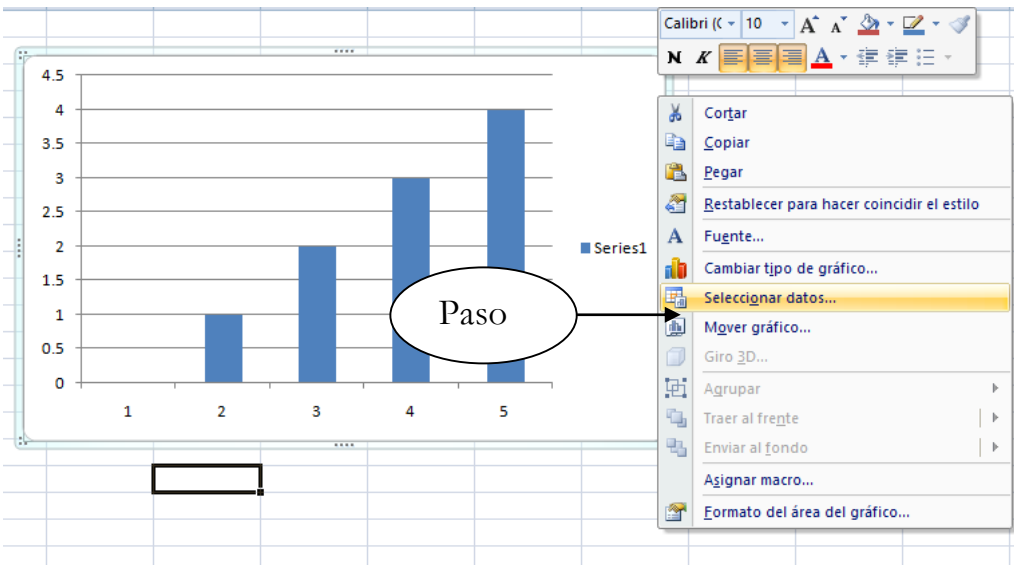 Calibri (C 10 A A
N K A
4.5
4
3.5
3
2.5
2
1.5
1
0.5
0
1 2 3 4 5
Series1
Paso
Cortar
Copiar
Pegar
Restablecer para hacer coincidir el estilo
A Fuente...
Cambiar tipo de gráfico...
Seleccionar datos...
Mover gráfico...
Giro 3D...
Agrupar
Traer al frente
Enviar al fondo
Asignar macro...
Formato del área del gráfico...